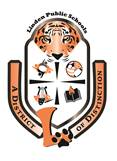 Linden Public Schools
A DISTRICT
OF DISTINCTION